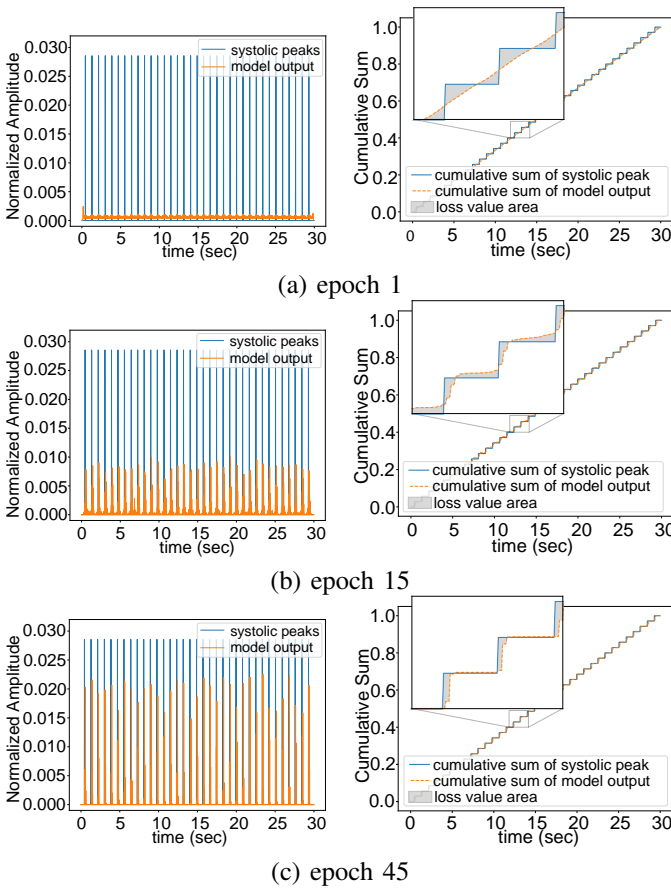 0.030
0.025
0.020
0.015
0.010
0.005
0.000
Normalized Amplitude
systolic peaks
model output
0 5 10 15 20 25 30
time (sec)
1.0
0.8
0.6
0.4
0.2
0.0
Cumulative Sum
cumulative sum of systolic peak
cumulative sum of model output
loss value area
0 5 10 15 20 25 30
time (sec)
(a) epoch 1
0.030
0.025
0.020
0.015
0.010
0.005
0.000
Normalized Amplitude
systolic peaks
model output
0 5 10 15 20 25 30
time (sec)
1.0
0.8
0.6
0.4
0.2
0.0
Cumulative Sum
cumulative sum of systolic peak
cumulative sum of model output
loss value area
0 5 10 15 20 25 30
time (sec)
(b) epoch 15
0.030
0.025
0.020
0.015
0.010
0.005
0.000
Normalized Amplitude
systolic peaks
model output
0 5 10 15 20 25 30
time (sec)
1.0
0.8
0.6
0.4
0.2
0.0
Cumulative Sum
cumulative sum of systolic peak
cumulative sum of model output
loss value area
0 5 10 15 20 25 30
time (sec)
(c) epoch 45